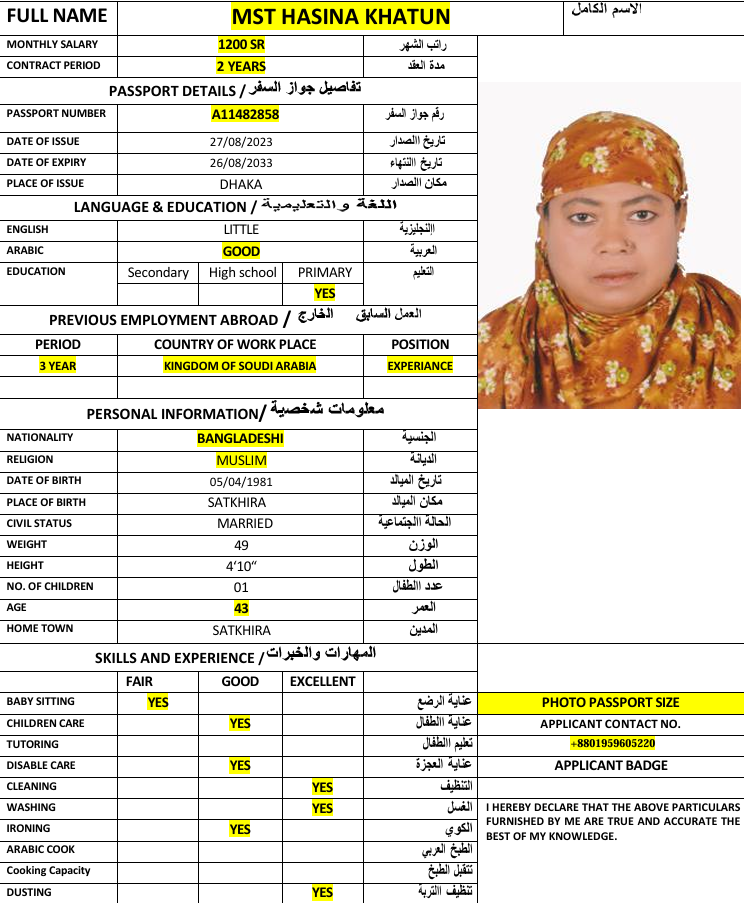 FULL NAME MST HASINA KHATUN الاسم الكامل
MONTHLY SALARY 1200 SR راتب الشهر
CONTRACT PERIOD 2 YEARS مدة العقد
PASSPORT DETAILS / تفاصيل جواز السفر
PASSPORT NUMBER A11482858 رقم جواز السفر
DATE OF ISSUE 27/08/2023 تاريخ االصدار
DATE OF EXPIRY 26/08/2033 تاريخ االنتهاء
PLACE OF ISSUE DHAKA مكان االصدار
LANGUAGE & EDUCATION / اللغة والتعليمية
ENGLISH LITTLE اإلنجليزية
ARABIC GOOD العربية
EDUCATION Secondary High school PRIMARY التعليم
YES
PREVIOUS EMPLOYMENT ABROAD / العمل السابق الخارج
PERIOD COUNTRY OF WORK PLACE POSITION
3 YEAR KINGDOM OF SOUDI ARABIA EXPERIANCE
PERSONAL INFORMATION/ معلومات شخصية
NATIONALITY BANGLADESHI الجنسية
RELIGION MUSLIM الديانة
DATE OF BIRTH 05/04/1981 تاريخ الميالد
PLACE OF BIRTH SATKHIRA مكان الميالد
CIVIL STATUS MARRIED الحالة االجتماعية
WEIGHT 49 الوزن
HEIGHT 4'10" الطول
NO. OF CHILDREN 01 عدد االطفال
AGE 43 العمر
HOME TOWN SATKHIRA المدين
SKILLS AND EXPERIENCE / المهارات والخبرات
FAIR GOOD EXCELLENT
BABY SITTING YES عناية الرضع
CHILDREN CARE YES عناية االطفال
TUTORING تعليم االطفال
DISABLE CARE YES عناية العجزة
CLEANING YES التنظيف
WASHING YES الغسل
IRONING YES الكوي
ARABIC COOK الطبخ العربي
Cooking Capacity تتقبل الطبخ
DUSTING YES تنظيف االتربة
PHOTO PASSPORT SIZE
APPLICANT CONTACT NO.
+8801959605220
APPLICANT BADGE
I HEREBY DECLARE THAT THE ABOVE PARTICULARS
FURNISHED BY ME ARE TRUE AND ACCURATE THE
BEST OF MY KNOWLEDGE.